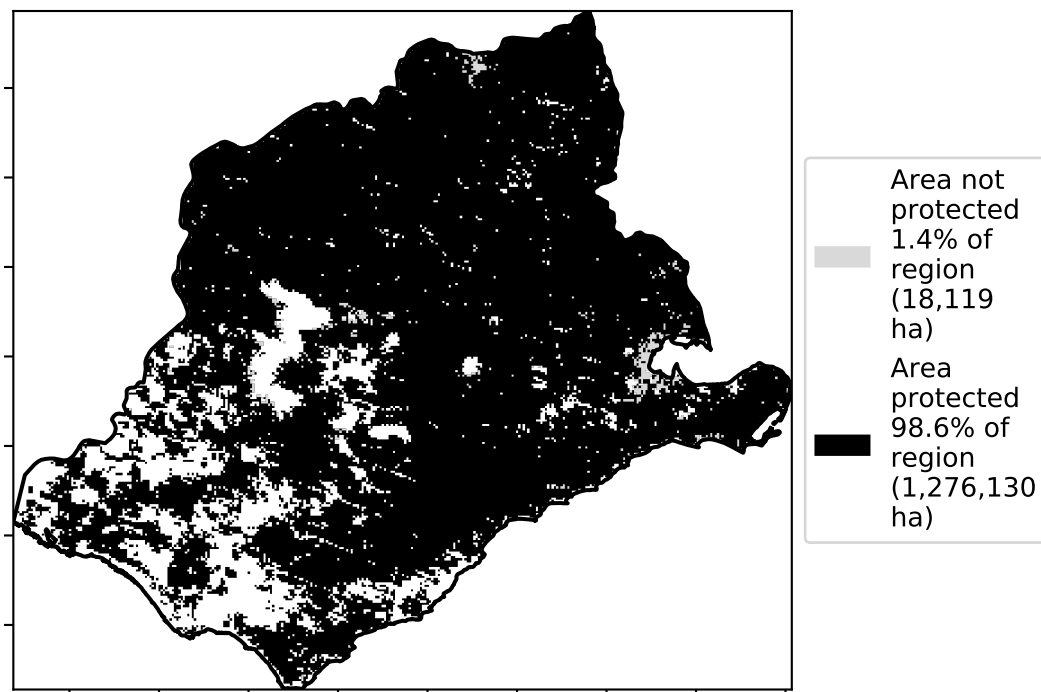 Area not
protected
1.4% of
region
(18,119
ha)
Area
protected
98.6% of
region
(1,276,130
ha)